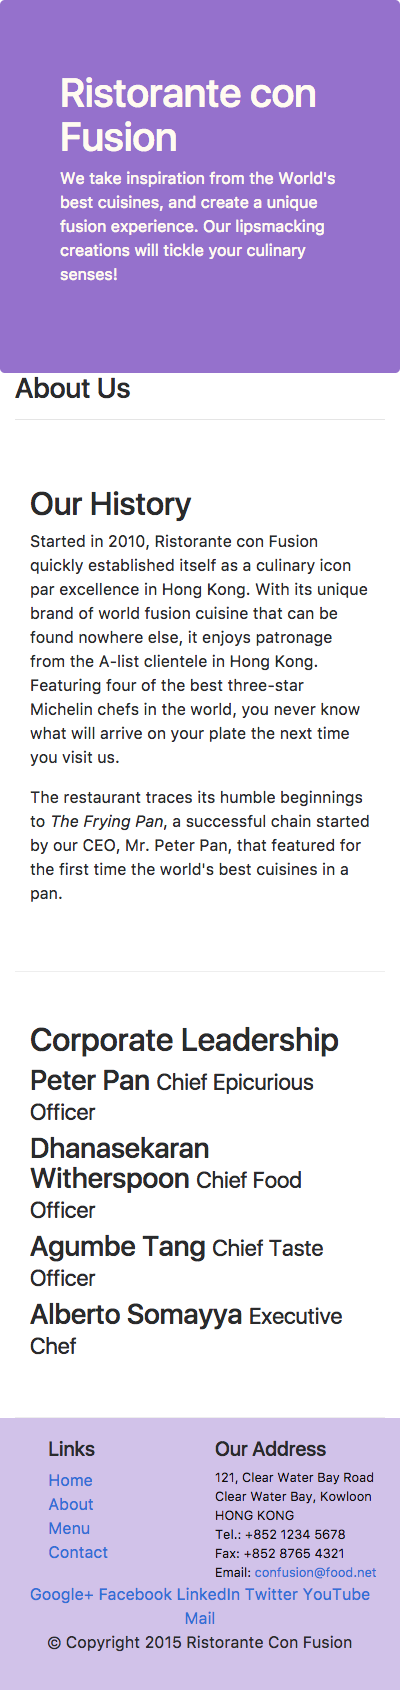 Ristorante con
Fusion
We take inspiration from the World's
best cuisines, and create a unique
fusion experience. Our lipsmacking
creations will tickle your culinary
senses!
About Us
Our History
Started in 2010, Ristorante con Fusion
quickly established itself as a culinary icon
par excellence in Hong Kong. With its unique
brand of world fusion cuisine that can be
found nowhere else, it enjoys patronage
from the A-list clientele in Hong Kong.
Featuring four of the best three-star
Michelin chefs in the world, you never know
what will arrive on your plate the next time
you visit us.
The restaurant traces its humble beginnings
to The Frying Pan, a successful chain started
by our CEO, Mr. Peter Pan, that featured for
the first time the world's best cuisines in a
pan.
Corporate Leadership
Peter Pan Chief Epicurious
Officer
Dhanasekaran
Witherspoon Chief Food
Officer
Agumbe Tang Chief Taste
Officer
Alberto Somayya Executive
Chef
Links
Home
About
Menu
Contact
Our Address
121, Clear Water Bay Road
Clear Water Bay, Kowloon
HONG KONG
Tel.: +852 1234 5678
Fax: +852 8765 4321
Email: confusion@food.net
Google+ Facebook LinkedIn Twitter YouTube
Mail
© Copyright 2015 Ristorante Con Fusion